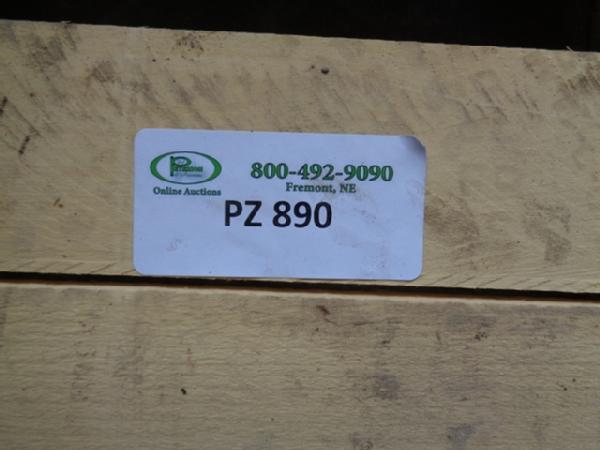 800-492-9090
Online Auctions
Fremont, NE
PZ 890